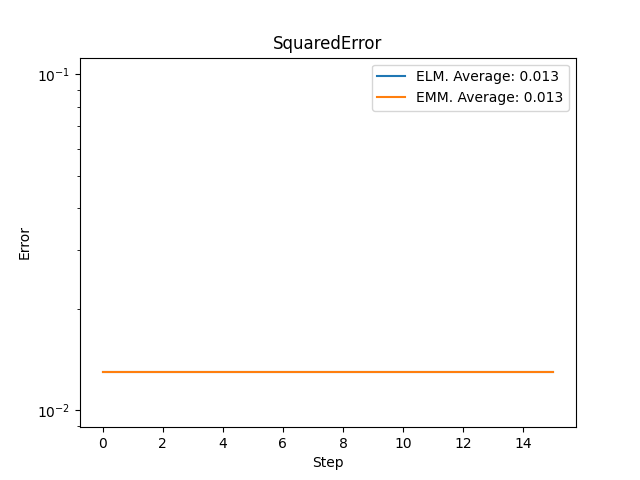 SquaredError
ELM. Average: 0.013
EMM. Average: 0.013
10⁻¹
Error
10⁻²
0 2 4 6 8 10 12 14
Step